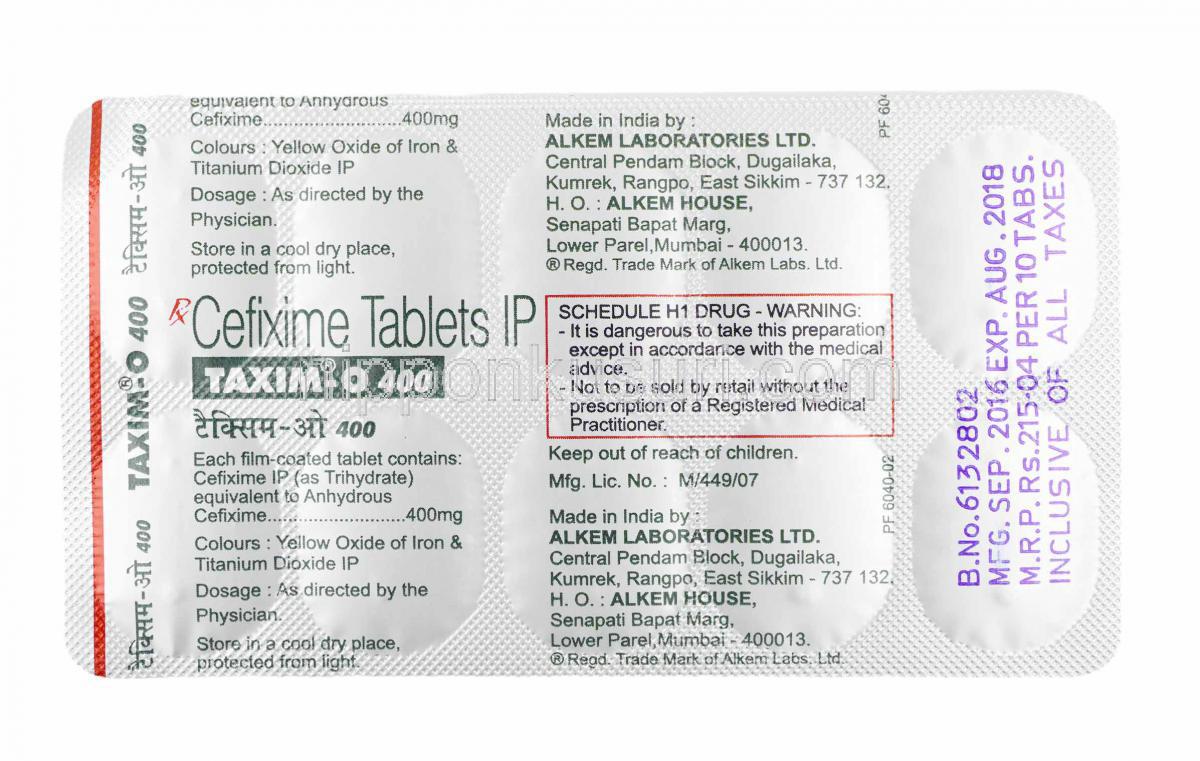 equivalent to Anhydrous
Cefixime............................400mg
Colours : Yellow Oxide of Iron &
Titanium Dioxide IP
Dosage : As directed by the
Physician.
Store in a cool dry place,
protected from light.
Rx Cefixime Tablets IP
TAXIM-O 400
टैक्सिम-ओ 400
Each film-coated tablet contains:
Cefixime IP (as Trihydrate)
equivalent to Anhydrous
Cefixime............................400mg
Colours : Yellow Oxide of Iron &
Titanium Dioxide IP
Dosage : As directed by the
Physician.
Store in a cool dry place,
protected from light.
Made in India by :
ALKEM LABORATORIES LTD.
Central Pendam Block, Dugailaka,
Kumrek, Rangpo, East Sikkim - 737 132.
H. O. : ALKEM HOUSE,
Senapati Bapat Marg,
Lower Parel,Mumbai - 400013.
® Regd. Trade Mark of Alkem Labs. Ltd.
SCHEDULE H1 DRUG - WARNING:
- It is dangerous to take this preparation
except in accordance with the medical
advice.
- Not to be sold by retail without the
prescription of a Registered Medical
Practitioner.
Keep out of reach of children.
Mfg. Lic. No. : M/449/07
Made in India by :
ALKEM LABORATORIES LTD.
Central Pendam Block, Dugailaka,
Kumrek, Rangpo, East Sikkim - 737 132.
H. O. : ALKEM HOUSE,
Senapati Bapat Marg,
Lower Parel,Mumbai - 400013.
® Regd. Trade Mark of Alkem Labs. Ltd.
टैक्सिम-ओ 400 TAXIM®-O 400 टैक्सिम-ओ 400
PF 604
PF 6040-02
B.No.6132802
MFG.SEP.2016 EXP.AUG.2018
M.R.P.Rs.215·04 PER 10 TABS.
INCLUSIVE OF ALL TAXES